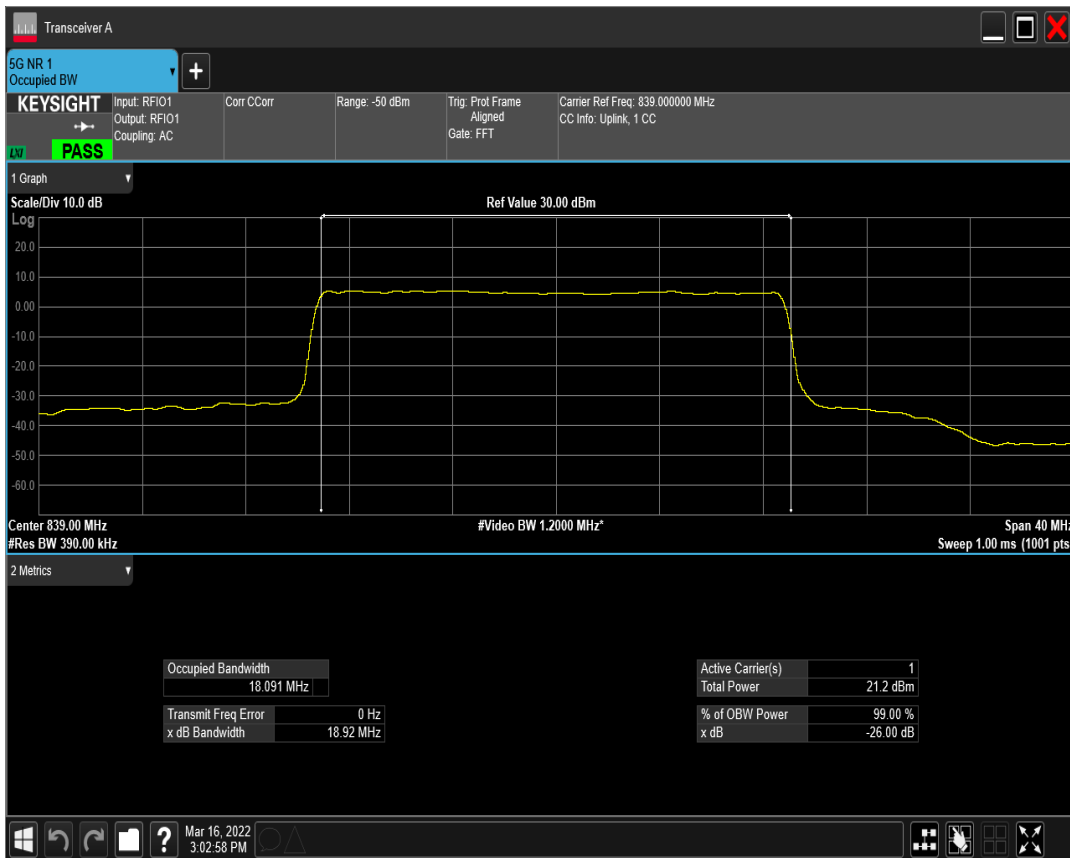 Transceiver A
5G NR 1
Occupied BW
+
KEYSIGHT
LXI
PASS
Input: RFIO1
Output: RFIO1
Coupling: AC
Corr CCorr
Range: -50 dBm
Trig: Prot Frame
Aligned
Gate: FFT
Carrier Ref Freq: 839.000000 MHz
CC Info: Uplink, 1 CC
1 Graph
Scale/Div 10.0 dB
Ref Value 30.00 dBm
Log
20.0
10.0
0.00
-10.0
-20.0
-30.0
-40.0
-50.0
-60.0
Center 839.00 MHz
#Video BW 1.2000 MHz*
Span 40 MHz
#Res BW 390.00 kHz
Sweep 1.00 ms (1001 pts
2 Metrics
Occupied Bandwidth
18.091 MHz
Transmit Freq Error 0 Hz
x dB Bandwidth 18.92 MHz
Active Carrier(s) 1
Total Power 21.2 dBm
% of OBW Power 99.00 %
x dB -26.00 dB
?
Mar 16, 2022
3:02:58 PM